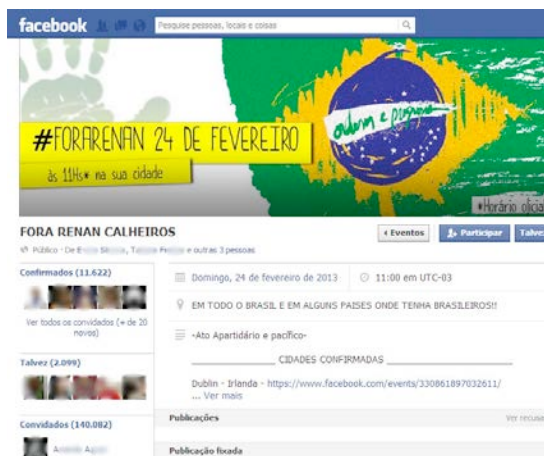 facebook
Pesquise pessoas, locais e coisas
ordem e progresso
#FORARENAN 24 DE FEVEREIRO
às 11Hs* na sua cidade
*Horário oficial
FORA RENAN CALHEIROS
Eventos
Participar
Talvez
Público · De e outras 3 pessoas
Confirmados (11.622)
Ver todos os convidados (+ de 20 novos)
Domingo, 24 de fevereiro de 2013
11:00 em UTC-03
EM TODO O BRASIL E EM ALGUNS PAISES ONDE TENHA BRASILEIROS!!
-Ato Apartidário e pacífico-
CIDADES CONFIRMADAS
Dublin - Irlanda - https://www.facebook.com/events/330861897032611/
... Ver mais
Talvez (2.099)
Convidados (140.082)
Publicações
Ver recusa
Publicação fixada